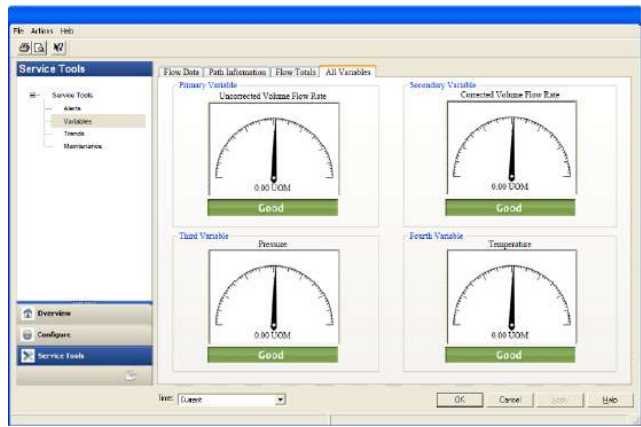 File Actions Help
Service Tools
Service Tools
Alerts
Variables
Trends
Maintenance
Overview
Configure
Service Tools
Flow Data Path Information Flow Totals All Variables
Primary Variable
Uncorrected Volume Flow Rate
0.00 UOM
Good
Secondary Variable
Corrected Volume Flow Rate
0.00 UOM
Good
Third Variable
Pressure
0.00 UOM
Good
Fourth Variable
Temperature
0.00 UOM
Good
Time: Current
OK Cancel Apply Help